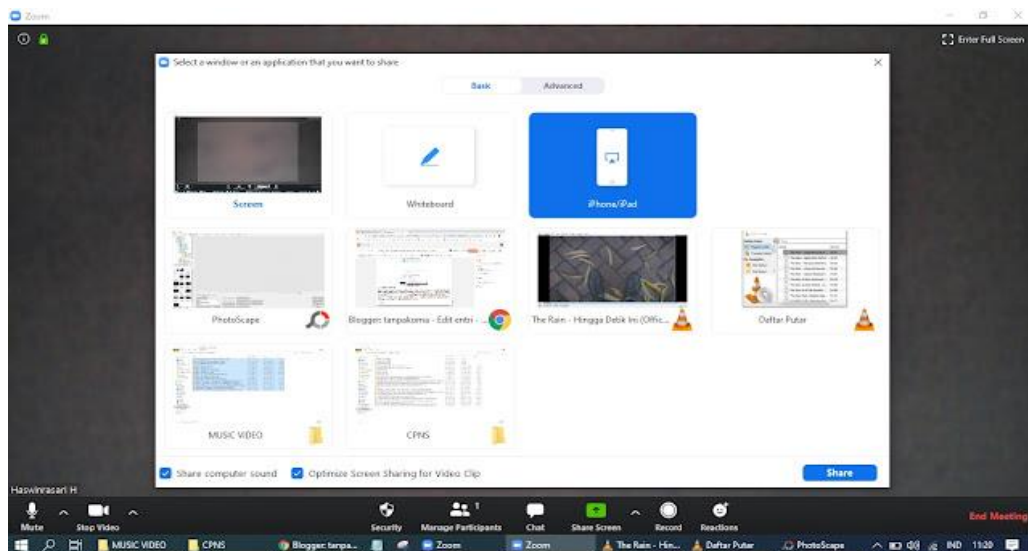 Zoom
Enter Full Screen
Select a window or an application that you want to share
Basic
Advanced
Screen
Whiteboard
iPhone/iPad
PhotoScape
Blogger: tanpakoma - Edit entri - ...
The Rain - Hingga Detik Ini (Offic...
Daftar Putar
MUSIC VIDEO
CPNS
Share computer sound
Optimize Screen Sharing for Video Clip
Share
Haswinrasari H
1
Mute
Stop Video
Security
Manage Participants
Chat
Share Screen
Record
Reactions
End Meeting
MUSIC VIDEO
CPNS
Blogger: tanpa...
Zoom
Zoom
The Rain - Hin...
Daftar Putar
PhotoScape
IND
11:20